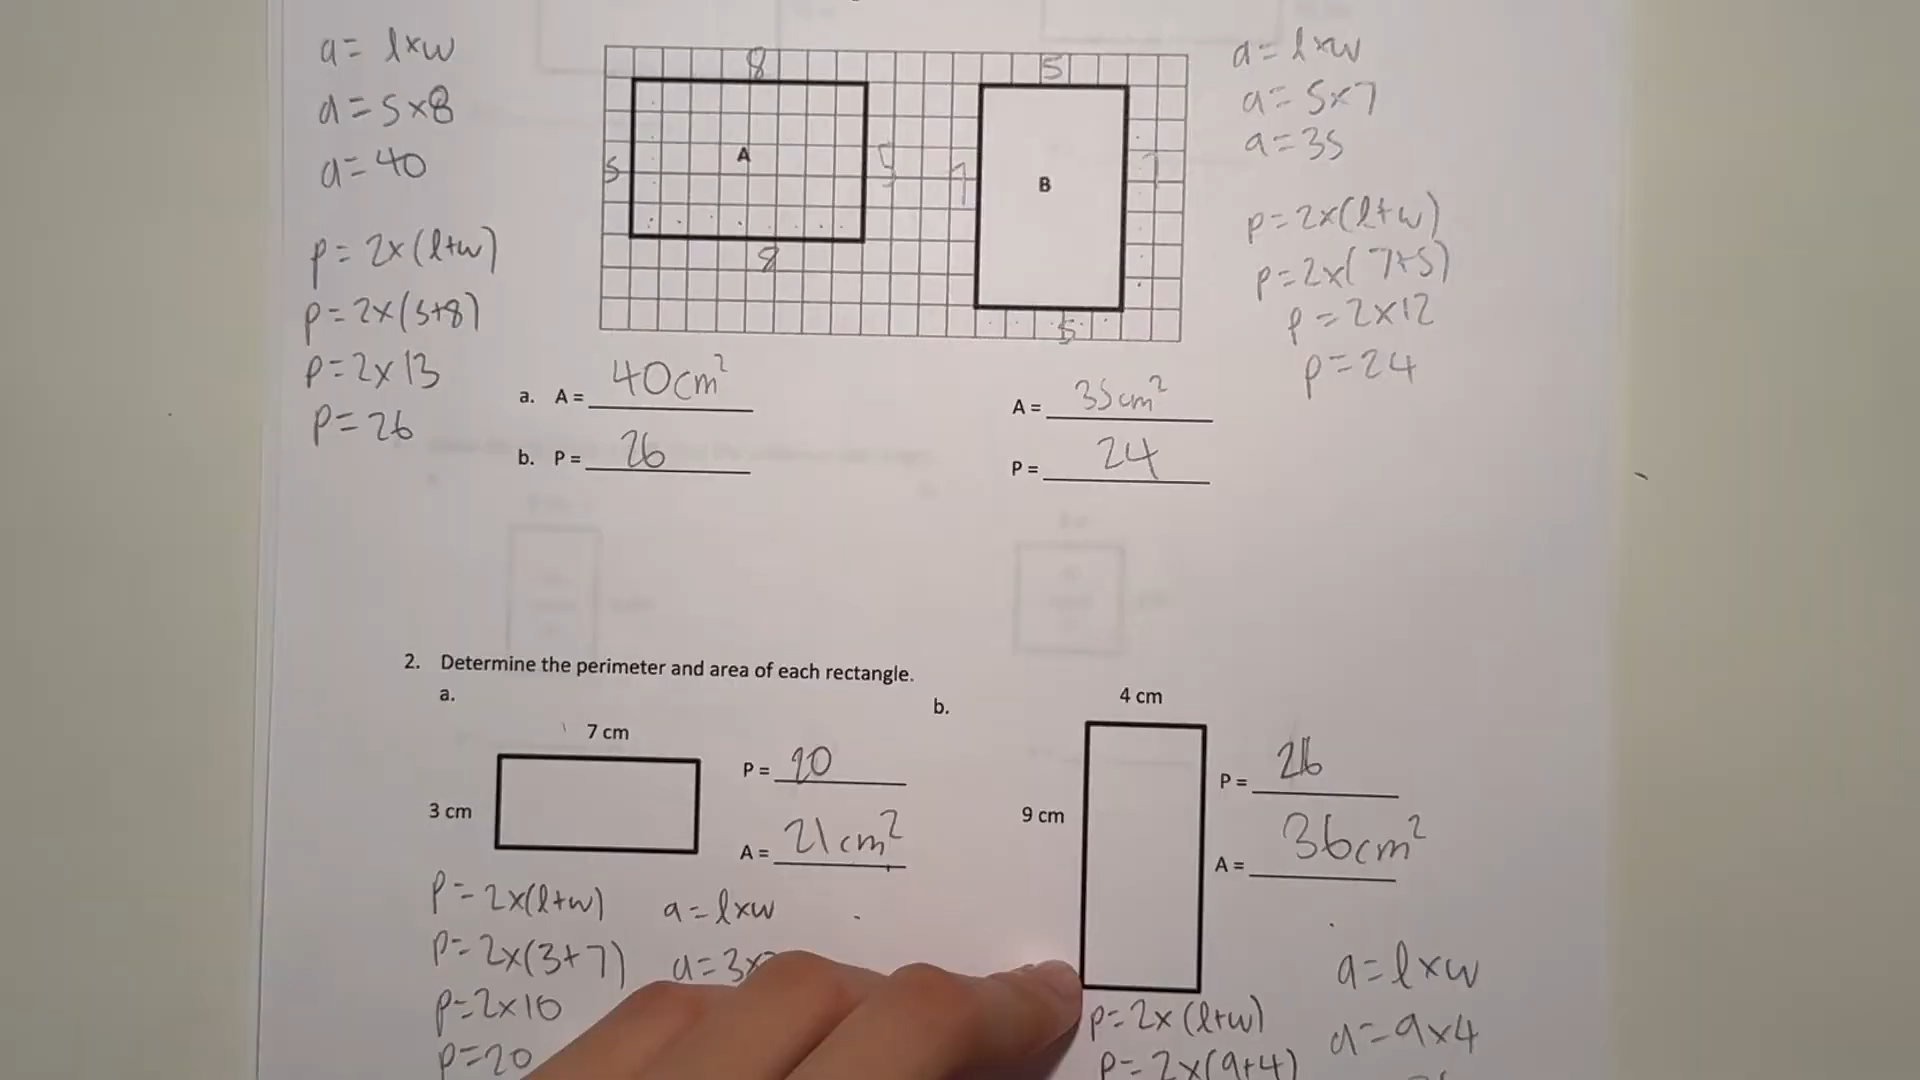 a = l×w
a = 5×8
a = 40
p = 2×(l+w)
p = 2×(5+8)
p = 2×13
p = 26
8
5
A
5
8
5
7
B
7
5
a = l×w
a = 5×7
a = 35
p = 2×(l+w)
p = 2×(7+5)
p = 2×12
p = 24
a. A = 40cm²
b. P = 26
A = 35cm²
P = 24
2. Determine the perimeter and area of each rectangle.
a.
7 cm
3 cm
P = 20
A = 21cm²
p = 2×(l+w)
p = 2×(3+7)
p = 2×10
p = 20
a = l×w
a = 3×
b.
4 cm
9 cm
P = 26
A = 36cm²
p = 2×(l+w)
p = 2×(9+4)
a = l×w
a = 9×4